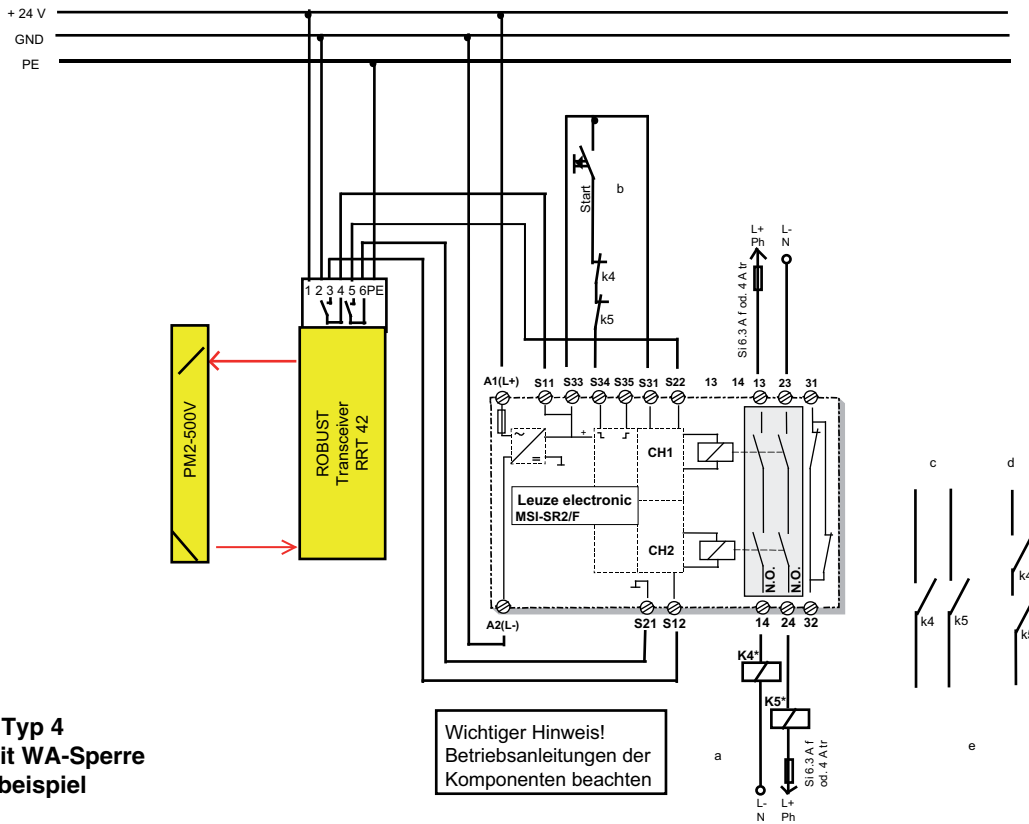 + 24 V
GND
PE
Start
b
k4
k5
L+
Ph
L-
N
Si 6.3 A f od. 4 A tr
1 2 3 4 5 6PE
PM2-500V
ROBUST
Transceiver
RRT 42
A1(L+) S11 S33 S34 S35 S31 S22 13 14 13 23 31
~
=
+
CH1
CH2
Leuze electronic
MSI-SR2/F
N.O.
N.O.
A2(L-) S21 S12 14 24 32
K4*
K5*
Si 6.3 A f
od. 4 A tr
L-
N
L+
Ph
a
c
d
k4
k5
k4
k5
e
Typ 4
it WA-Sperre
beispiel
Wichtiger Hinweis!
Betriebsanleitungen der
Komponenten beachten